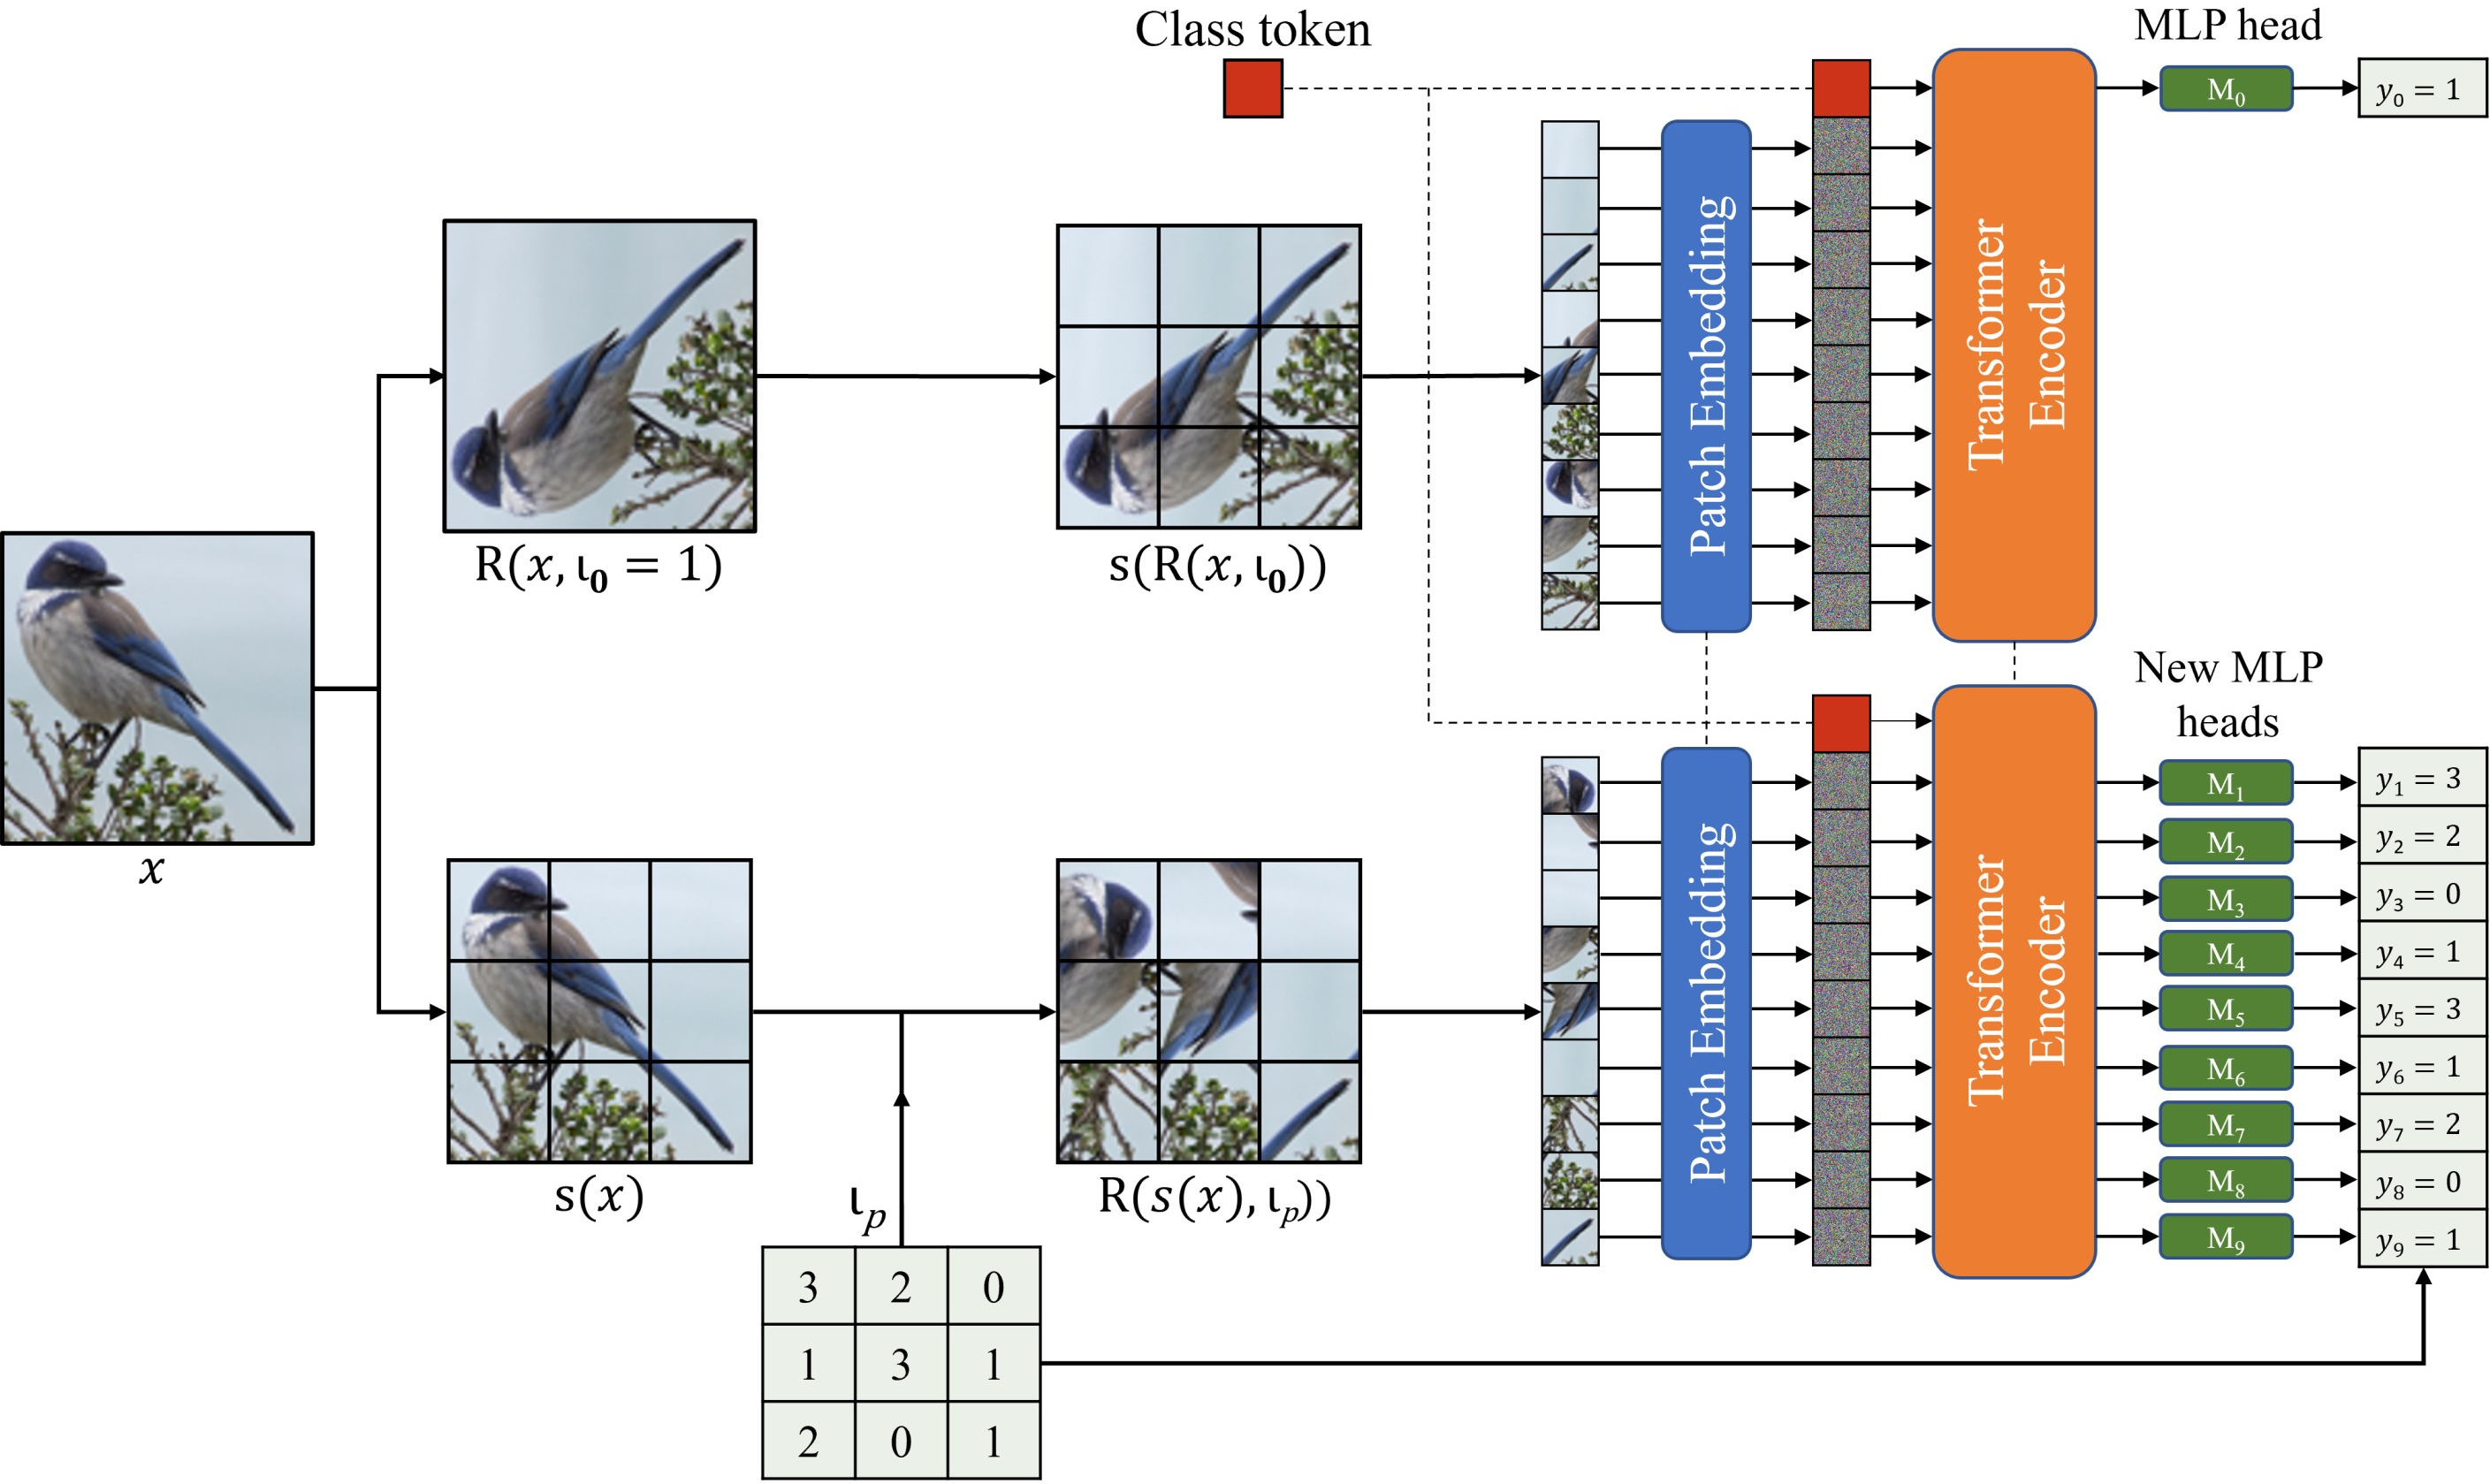 Class token
MLP head
M₀
y₀ = 1
Patch Embedding
Transformer
Encoder
R(x, ι₀ = 1)
s(R(x, ι₀))
x
New MLP
heads
s(x)
ιₚ
R(s(x), ιₚ))
Patch Embedding
Transformer
Encoder
M₁
y₁ = 3
M₂
y₂ = 2
M₃
y₃ = 0
M₄
y₄ = 1
M₅
y₅ = 3
M₆
y₆ = 1
M₇
y₇ = 2
M₈
y₈ = 0
M₉
y₉ = 1
3 2 0
1 3 1
2 0 1